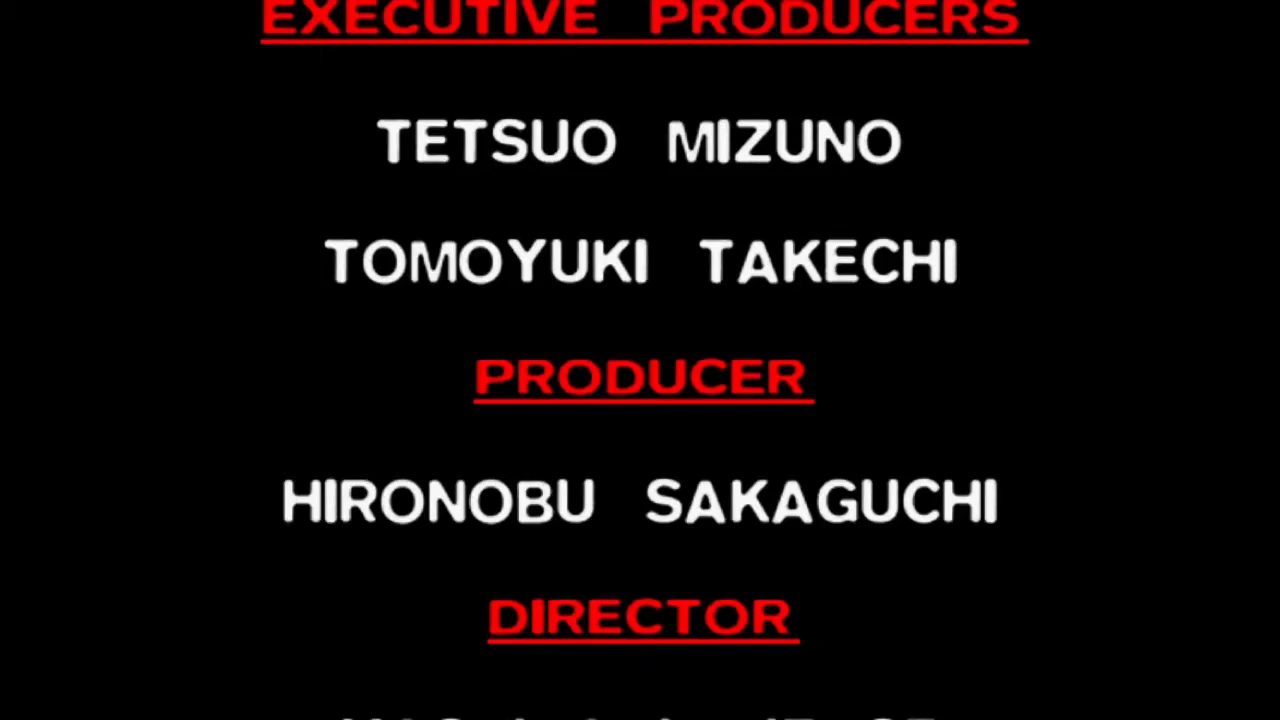 EXECUTIVE PRODUCERS
TETSUO MIZUNO
TOMOYUKI TAKECHI
PRODUCER
HIRONOBU SAKAGUCHI
DIRECTOR